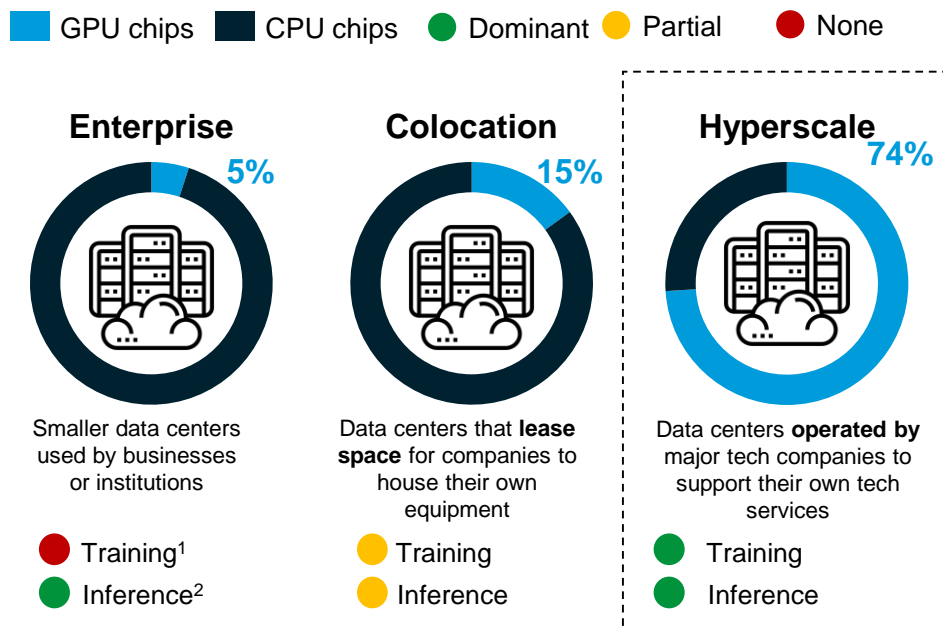 GPU chips CPU chips Dominant Partial None
Enterprise
5%
Smaller data centers
used by businesses
or institutions
Training¹
Inference²
Colocation
15%
Data centers that lease
space for companies to
house their own
equipment
Training
Inference
Hyperscale
74%
Data centers operated by
major tech companies to
support their own tech
services
Training
Inference